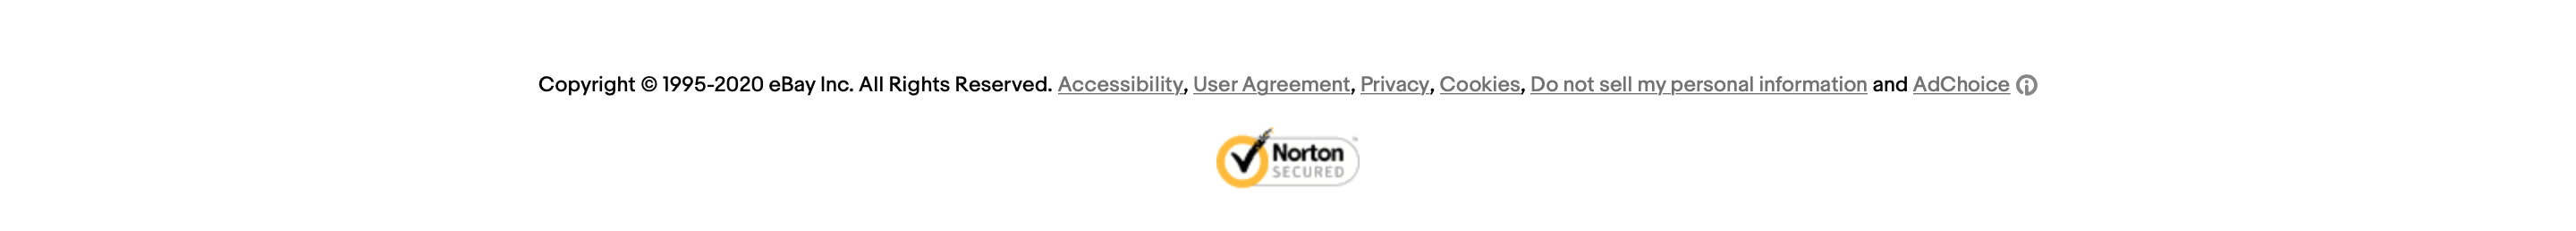 Copyright © 1995-2020 eBay Inc. All Rights Reserved. Accessibility, User Agreement, Privacy, Cookies, Do not sell my personal information and AdChoice
Norton
SECURED